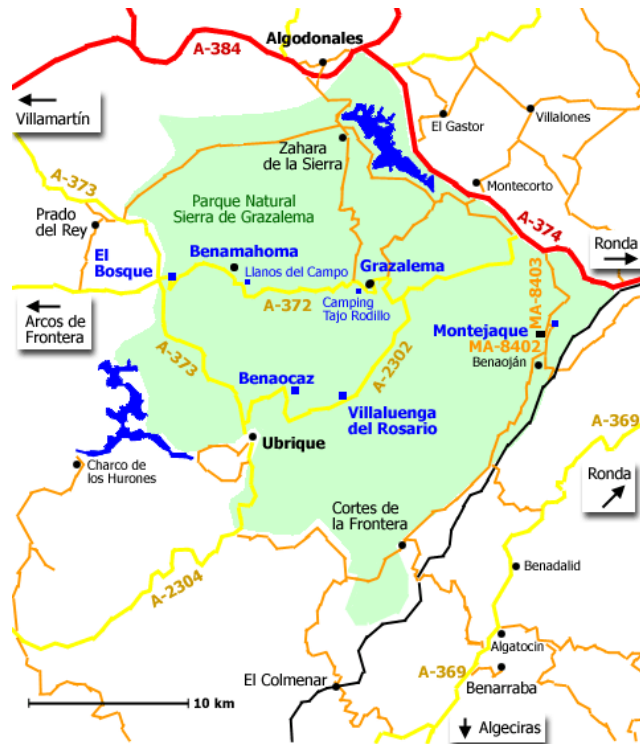 Algodonales
A-384
Villamartín
El Gastor
Villalones
Zahara
de la Sierra
A-373
Montecorto
Parque Natural
Sierra de Grazalema
Prado
del Rey
A-374
Ronda
El
Bosque
Benamahoma
Llanos del Campo
Grazalema
MA-8403
A-372
Camping
Tajo Rodillo
Arcos de
Frontera
Montejaque
MA-8402
Benaoján
A-373
A-2302
Benaocaz
Villaluenga
del Rosario
A-369
Ubrique
Charco de
los Hurones
Ronda
Cortes de
la Frontera
A-2304
Benadalid
Algatocin
A-369
El Colmenar
Benarraba
10 km
Algeciras